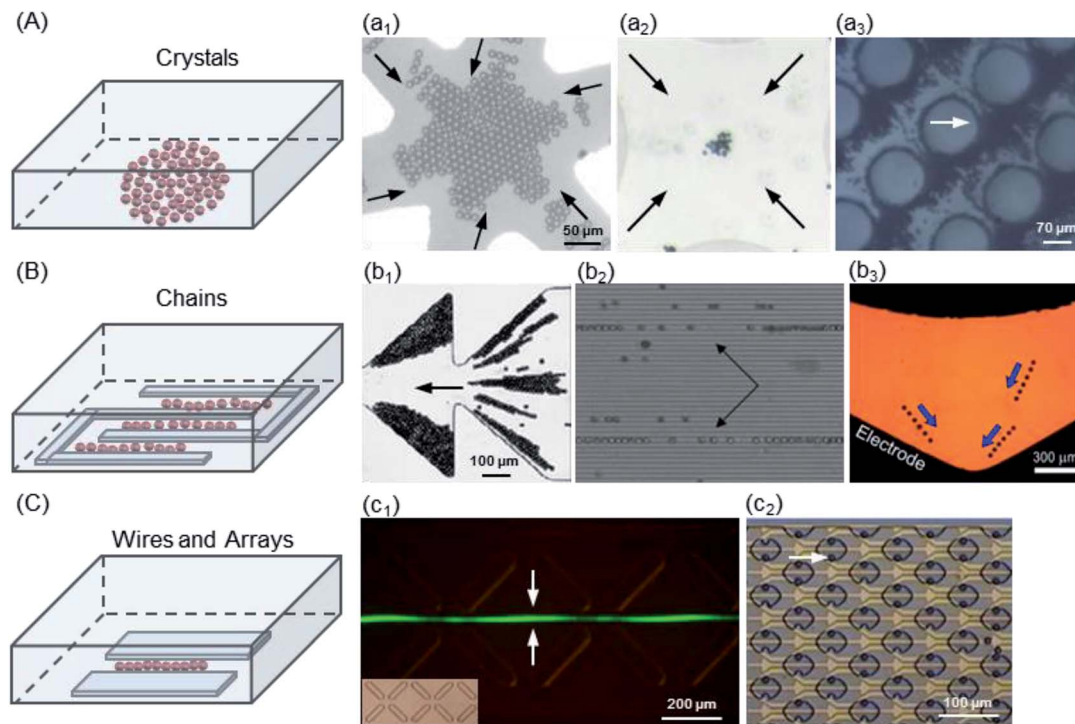 (A)
Crystals
(a1)
50 µm
(a2)
(a3)
70 µm
(B)
Chains
(b1)
100 µm
(b2)
(b3)
Electrode
300 µm
(C)
Wires and Arrays
(c1)
200 µm
(c2)
100 µm